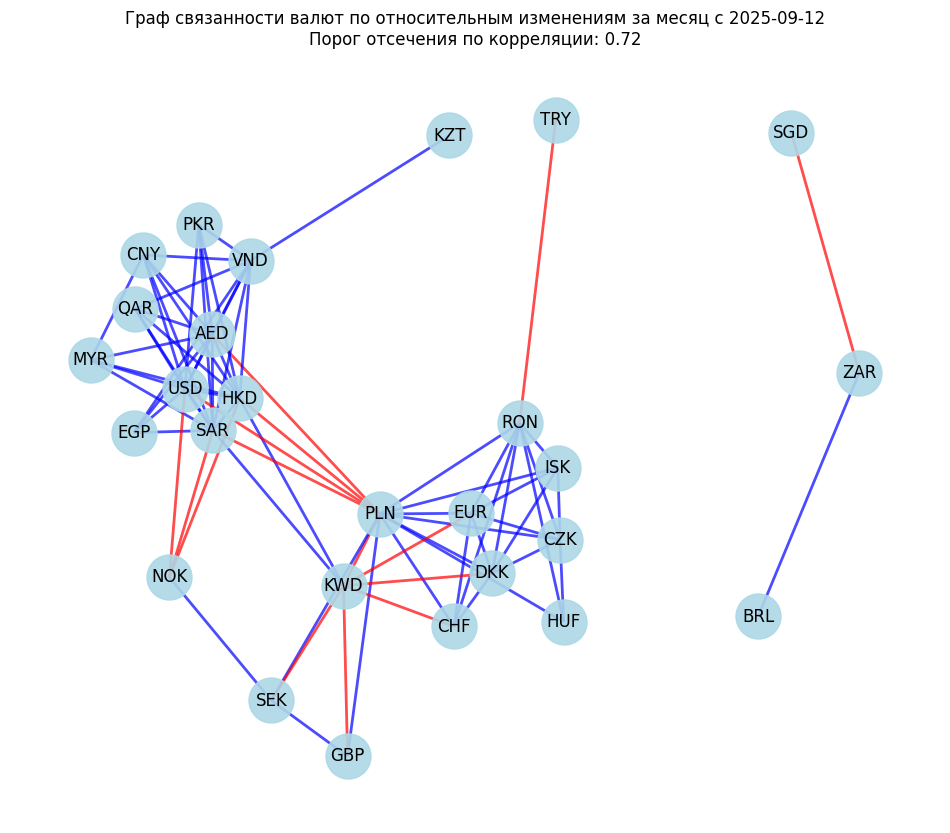 Граф связанности валют по относительным изменениям за месяц с 2025-09-12
Порог отсечения по корреляции: 0.72
TRY
SGD
KZT
PKR
CNY
VND
QAR
AED
MYR
ZAR
USD
HKD
RON
SAR
EGP
ISK
PLN
EUR
CZK
DKK
NOK
KWD
BRL
HUF
CHF
SEK
GBP